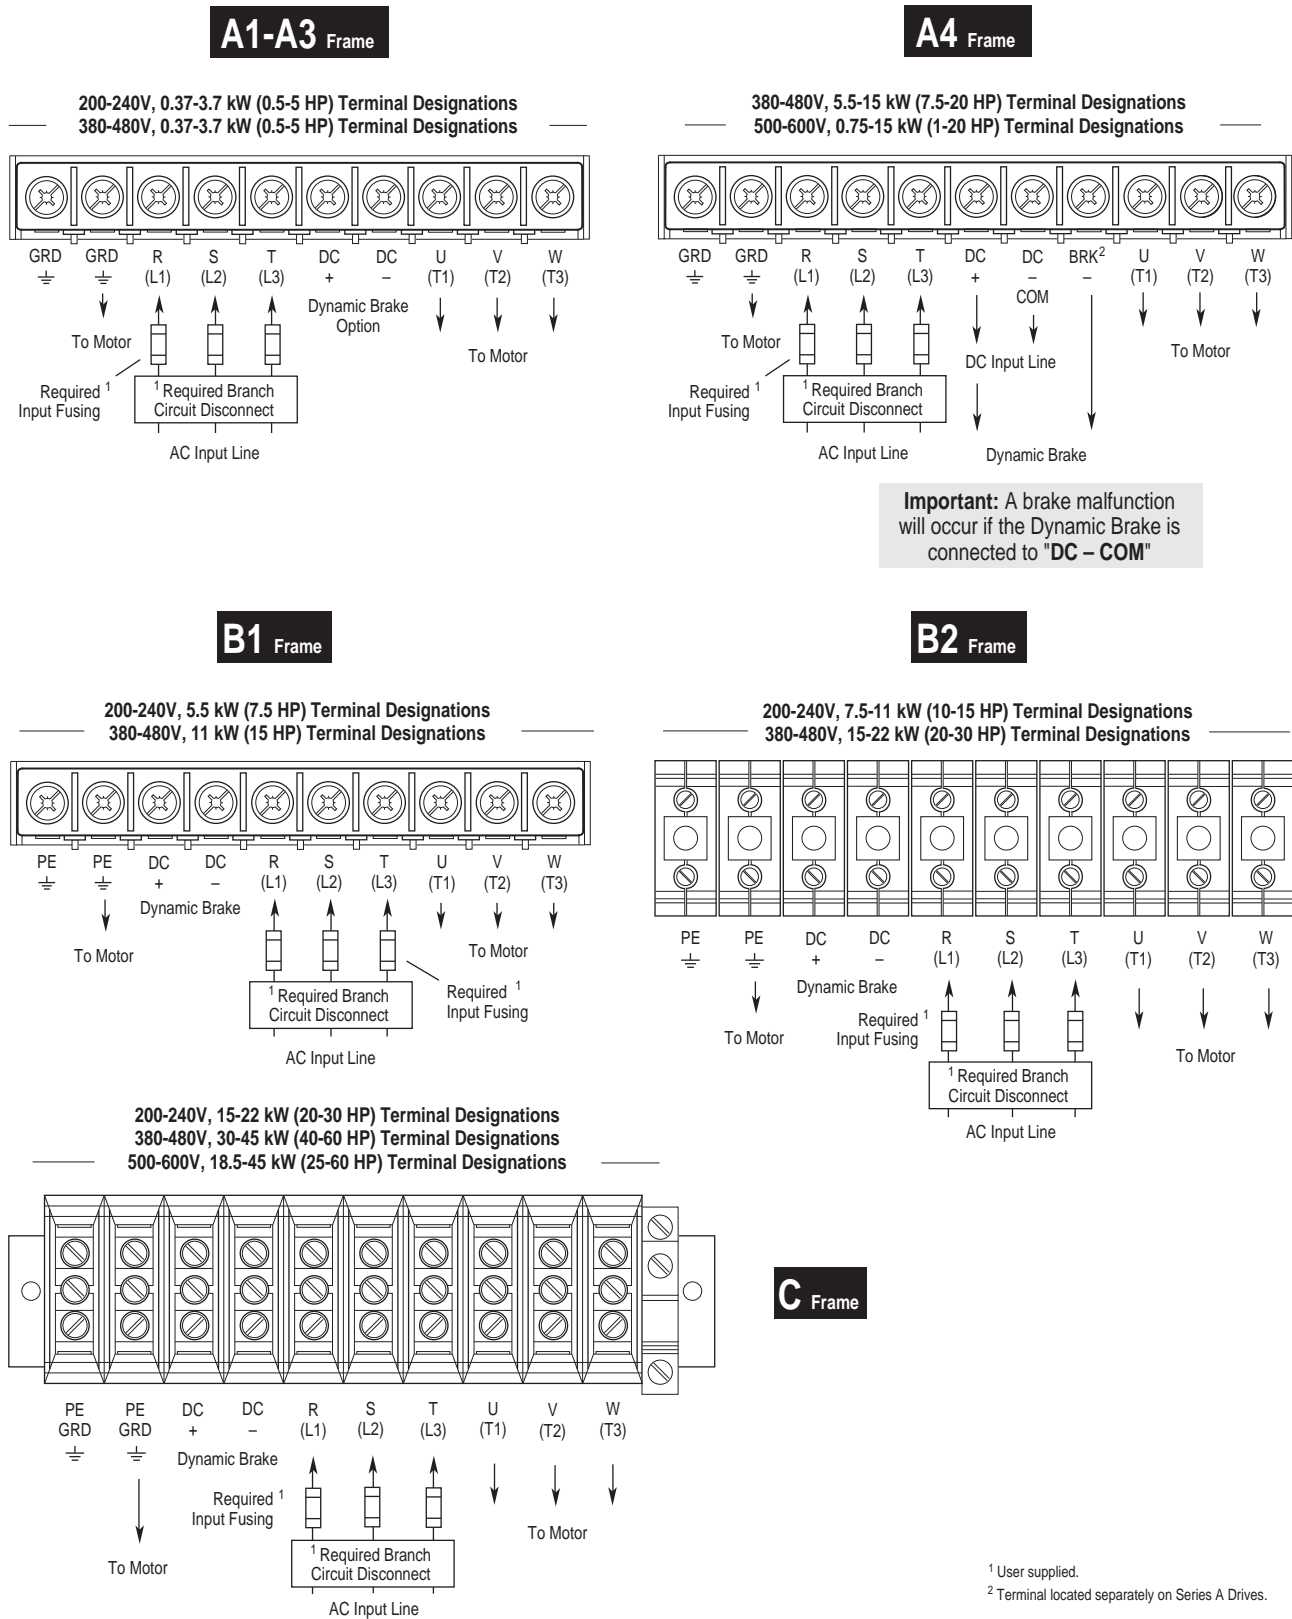 A1-A3 Frame
200-240V, 0.37-3.7 kW (0.5-5 HP) Terminal Designations
380-480V, 0.37-3.7 kW (0.5-5 HP) Terminal Designations
GRD GRD R S T DC DC U V W
(L1) (L2) (L3) + – (T1) (T2) (T3)
Dynamic Brake
Option
To Motor
To Motor
Required 1
Input Fusing
1 Required Branch
Circuit Disconnect
AC Input Line
A4 Frame
380-480V, 5.5-15 kW (7.5-20 HP) Terminal Designations
500-600V, 0.75-15 kW (1-20 HP) Terminal Designations
GRD GRD R S T DC DC BRK2 U V W
(L1) (L2) (L3) + – – (T1) (T2) (T3)
COM
To Motor
To Motor
DC Input Line
Required 1
Input Fusing
1 Required Branch
Circuit Disconnect
AC Input Line
Dynamic Brake
Important: A brake malfunction
will occur if the Dynamic Brake is
connected to "DC – COM"
B1 Frame
200-240V, 5.5 kW (7.5 HP) Terminal Designations
380-480V, 11 kW (15 HP) Terminal Designations
PE PE DC DC R S T U V W
+ – (L1) (L2) (L3) (T1) (T2) (T3)
Dynamic Brake
To Motor
To Motor
1 Required Branch
Circuit Disconnect
Required 1
Input Fusing
AC Input Line
B2 Frame
200-240V, 7.5-11 kW (10-15 HP) Terminal Designations
380-480V, 15-22 kW (20-30 HP) Terminal Designations
PE PE DC DC R S T U V W
+ – (L1) (L2) (L3) (T1) (T2) (T3)
Dynamic Brake
To Motor
Required 1
Input Fusing
To Motor
1 Required Branch
Circuit Disconnect
AC Input Line
200-240V, 15-22 kW (20-30 HP) Terminal Designations
380-480V, 30-45 kW (40-60 HP) Terminal Designations
500-600V, 18.5-45 kW (25-60 HP) Terminal Designations
C Frame
PE PE DC DC R S T U V W
GRD GRD + – (L1) (L2) (L3) (T1) (T2) (T3)
Dynamic Brake
Required 1
Input Fusing
To Motor
To Motor
1 Required Branch
Circuit Disconnect
AC Input Line
1 User supplied.
2 Terminal located separately on Series A Drives.